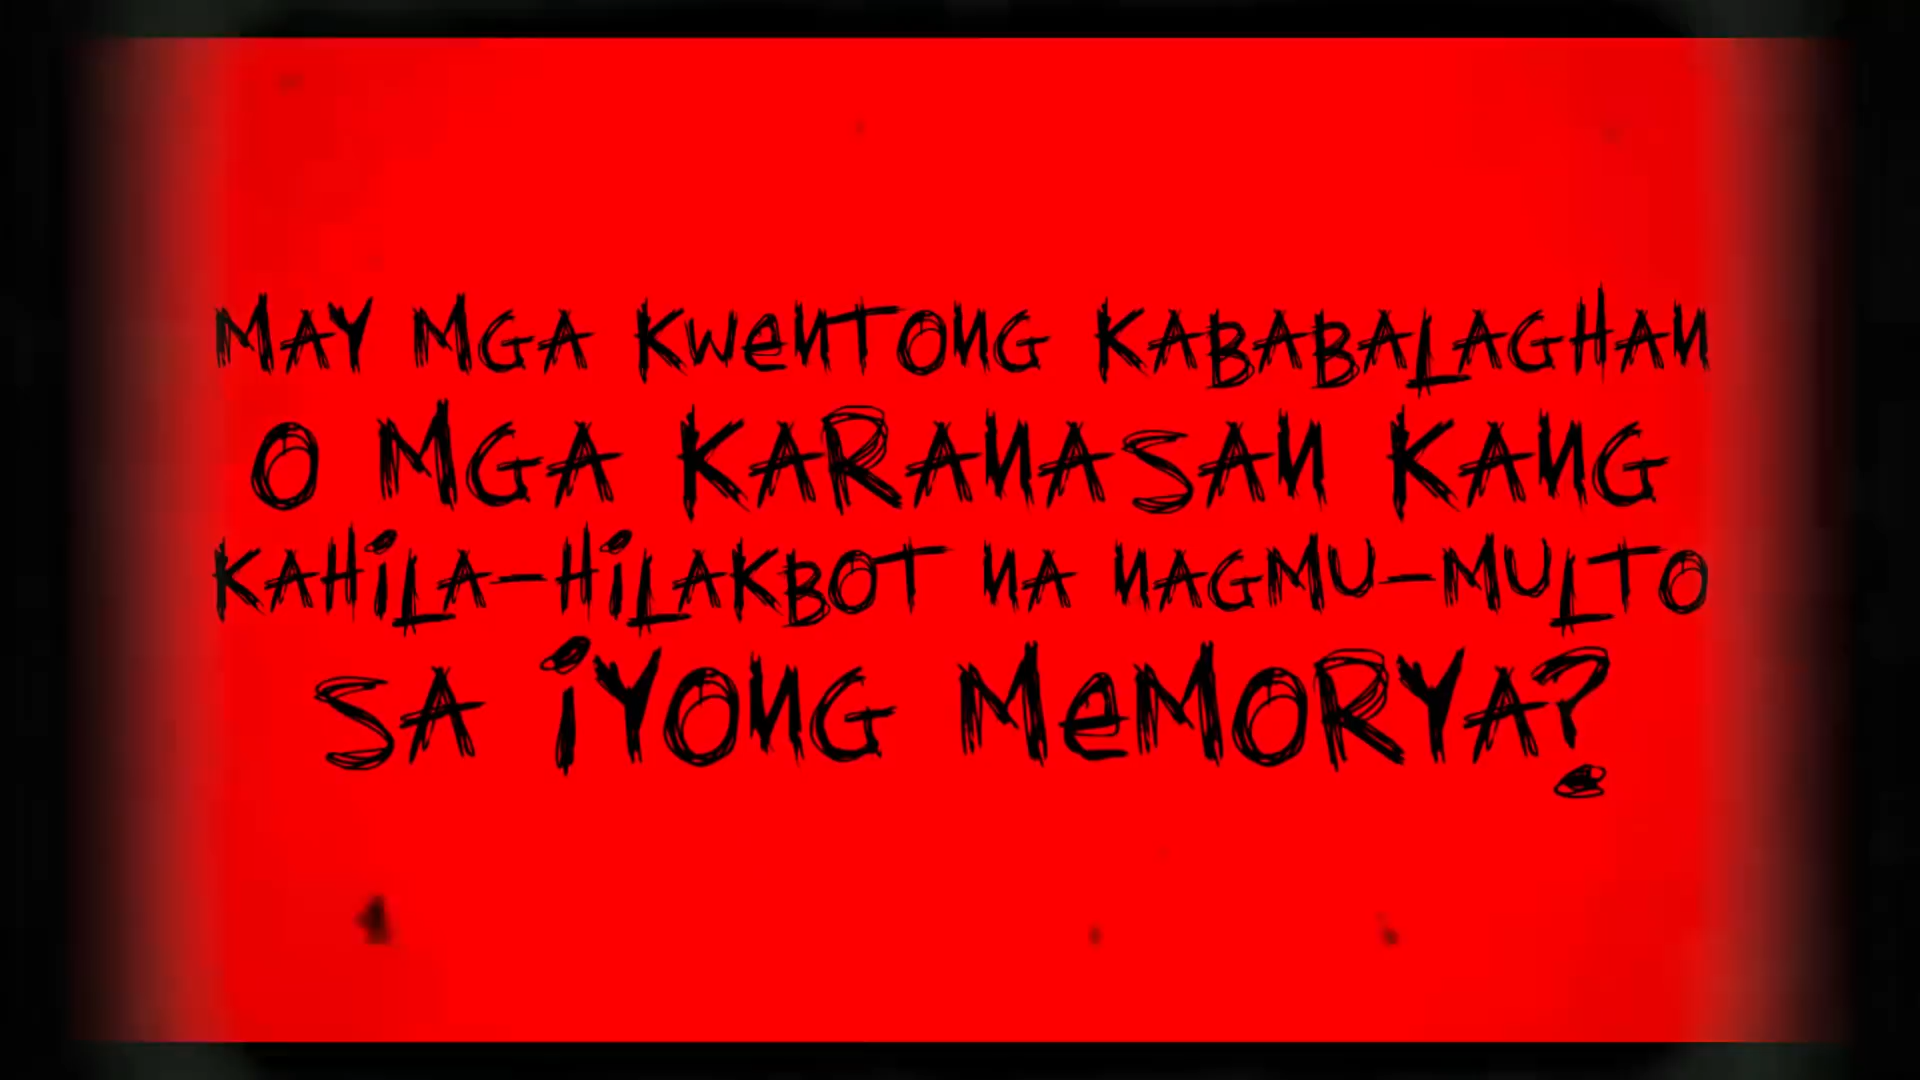 MAY MGA KWeNTONG KABABALAGHAN
O MGA KARANASAN KANG
KAHiLA-HiLAKBOT NA NAGMU-MULTO
SA iYONG MeMORYA?